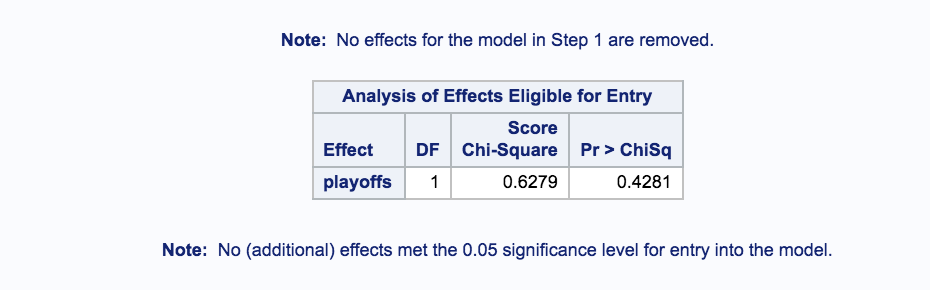 Note: No effects for the model in Step 1 are removed.
Analysis of Effects Eligible for Entry
Effect DF Score Chi-Square Pr > ChiSq
playoffs 1 0.6279 0.4281
Note: No (additional) effects met the 0.05 significance level for entry into the model.